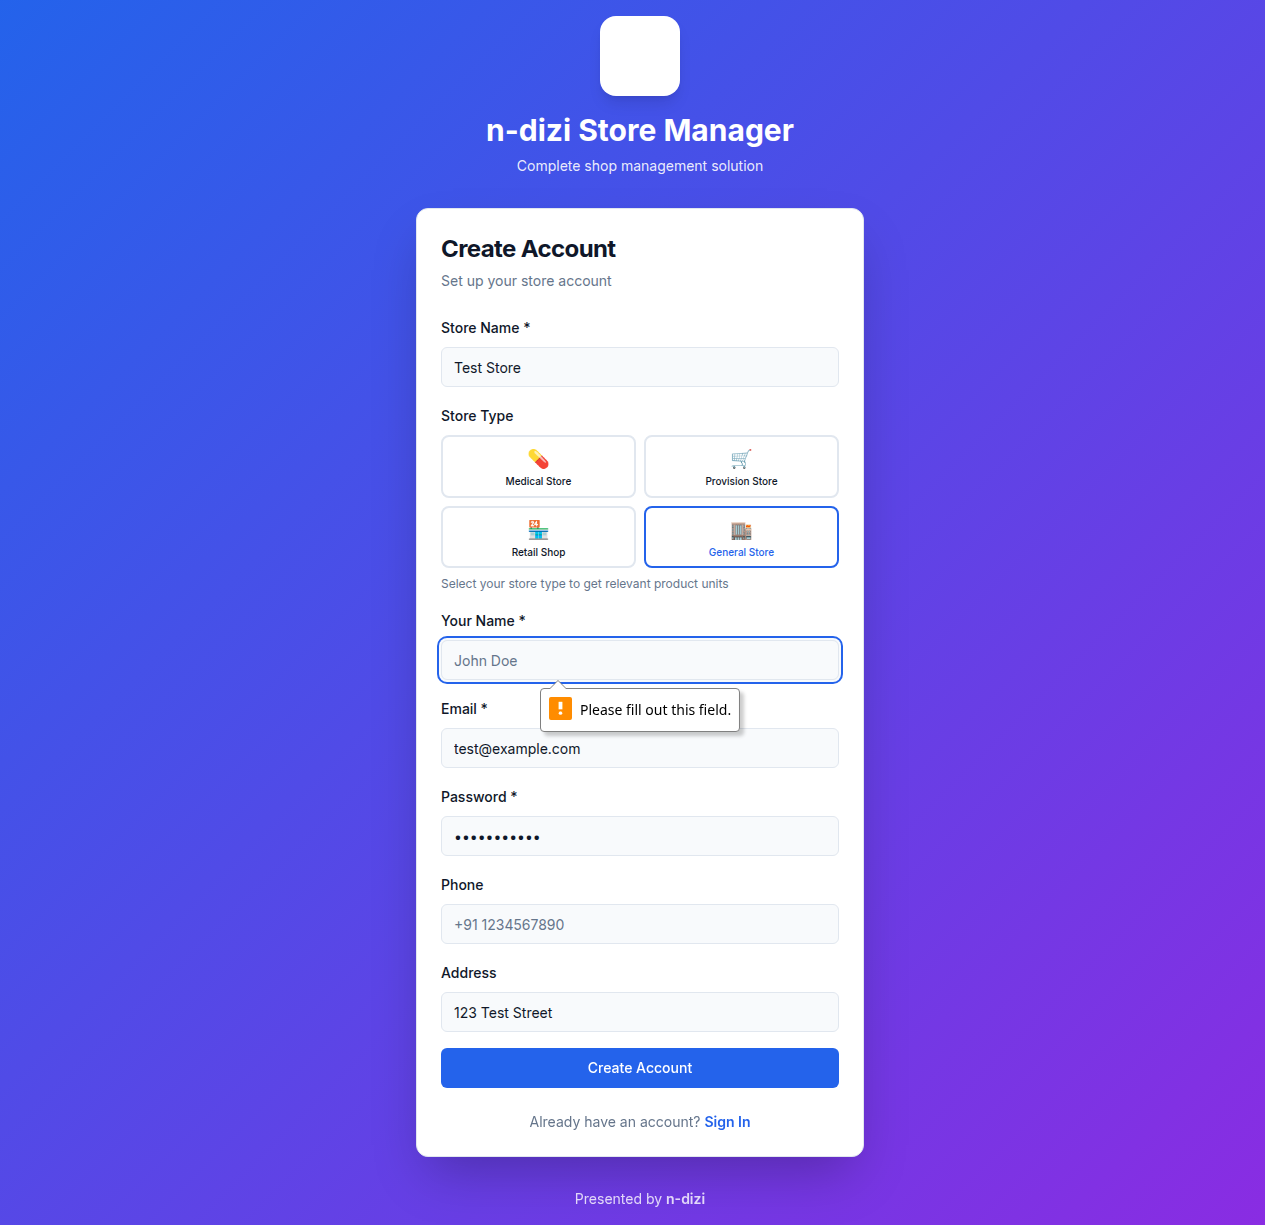 n-dizi Store Manager
Complete shop management solution
Create Account
Set up your store account
Store Name *
Test Store
Store Type
Medical Store
Provision Store
Retail Shop
General Store
Select your store type to get relevant product units
Your Name *
John Doe
Please fill out this field.
Email *
test@example.com
Password *
•••••••••••
Phone
+91 1234567890
Address
123 Test Street
Create Account
Already have an account? Sign In
Presented by n-dizi